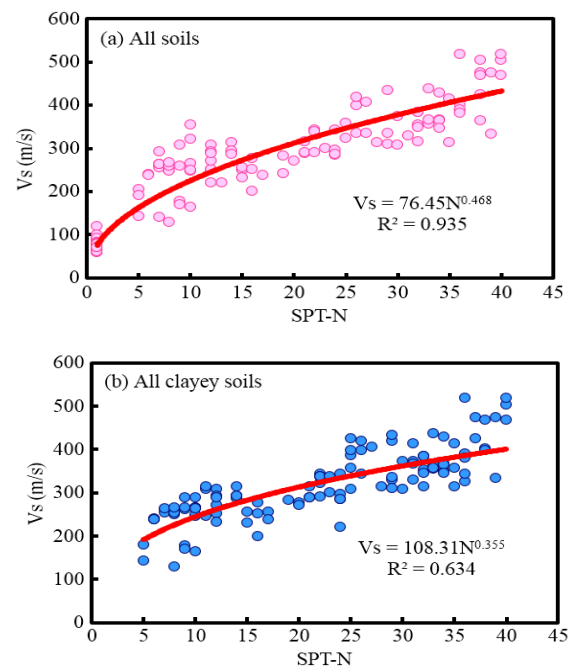 (a) All soils
600
500
400
300
200
100
0
Vs (m/s)
Vs = 76.45N^0.468
R² = 0.935
0 5 10 15 20 25 30 35 40 45
SPT-N
(b) All clayey soils
600
500
400
300
200
100
0
Vs (m/s)
Vs = 108.31N^0.355
R² = 0.634
0 5 10 15 20 25 30 35 40 45
SPT-N